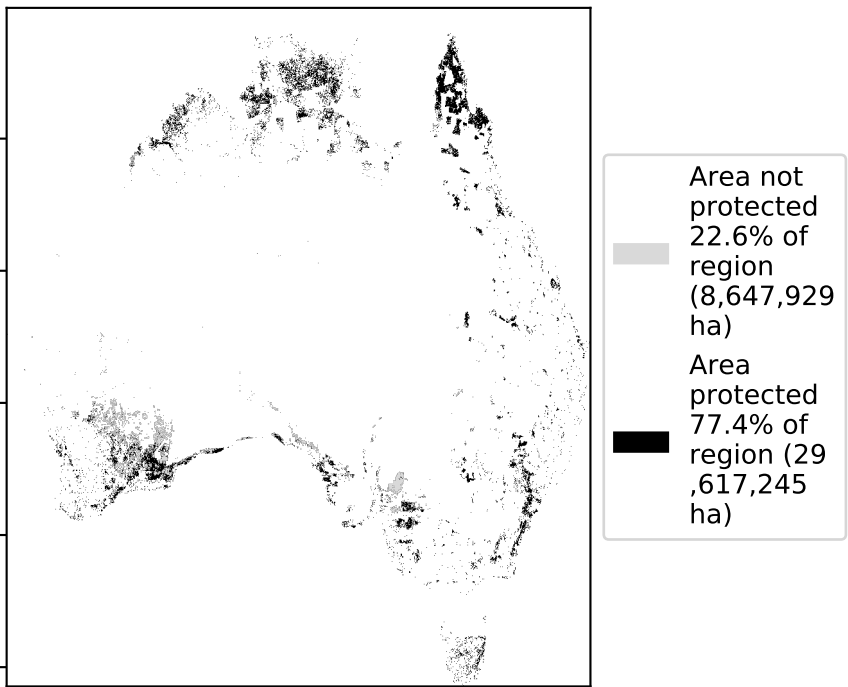 Area not
protected
22.6% of
region
(8,647,929
ha)
Area
protected
77.4% of
region (29
,617,245
ha)